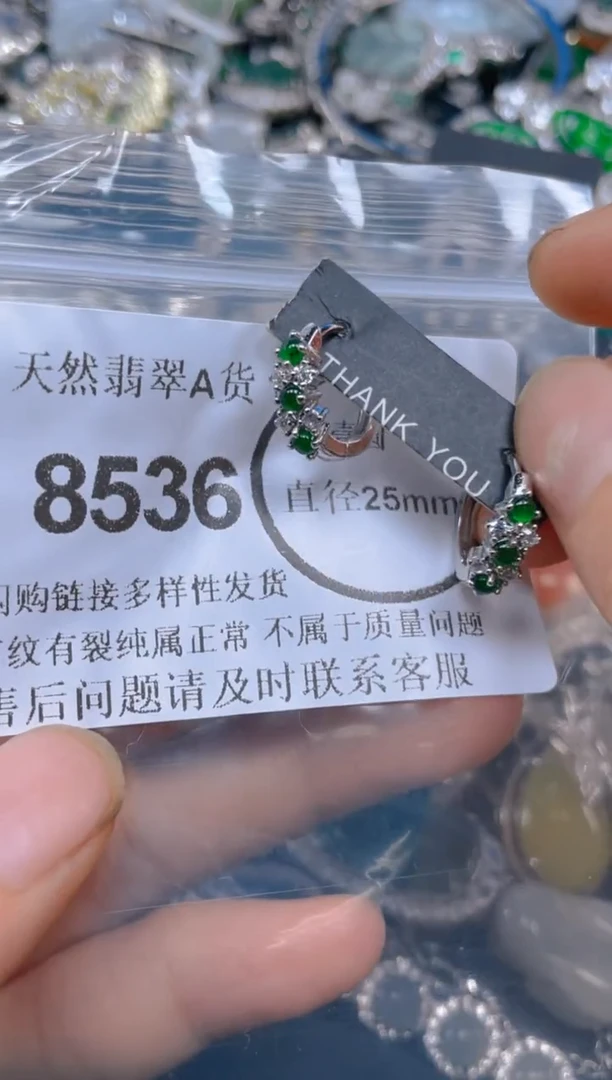 天然翡翠A货
THANK YOU
8536
直径25mm
购链接多样性发货
纹有裂纯属正常 不属于质量问题
售后问题请及时联系客服